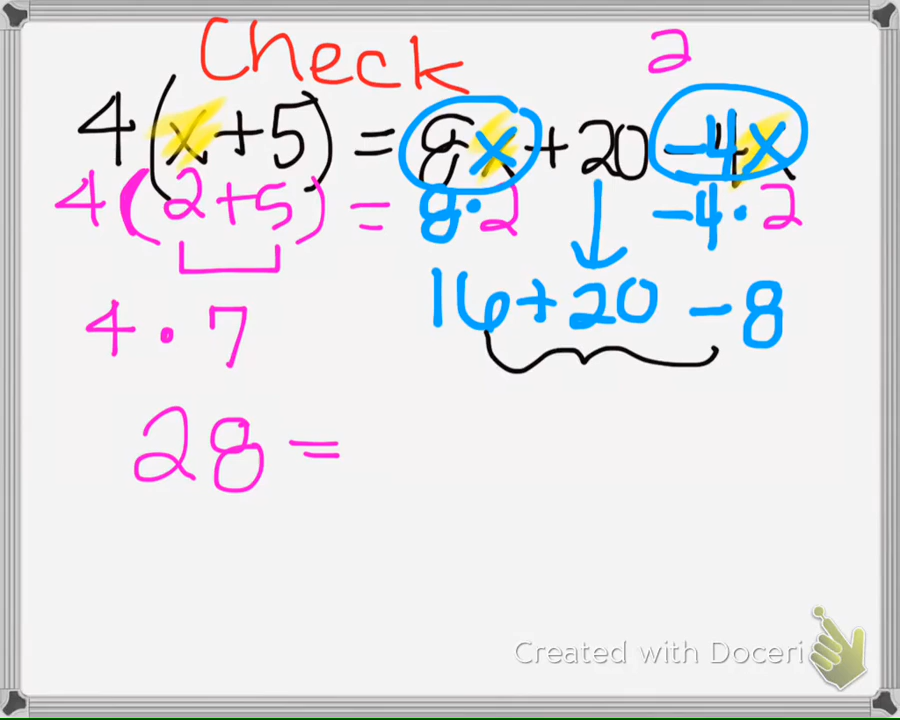 Check
2
4(x+5) = 8x + 20 -4x
4(2+5) = 8·2 -4·2
16+20 -8
4·7
28 =
Created with Doceri